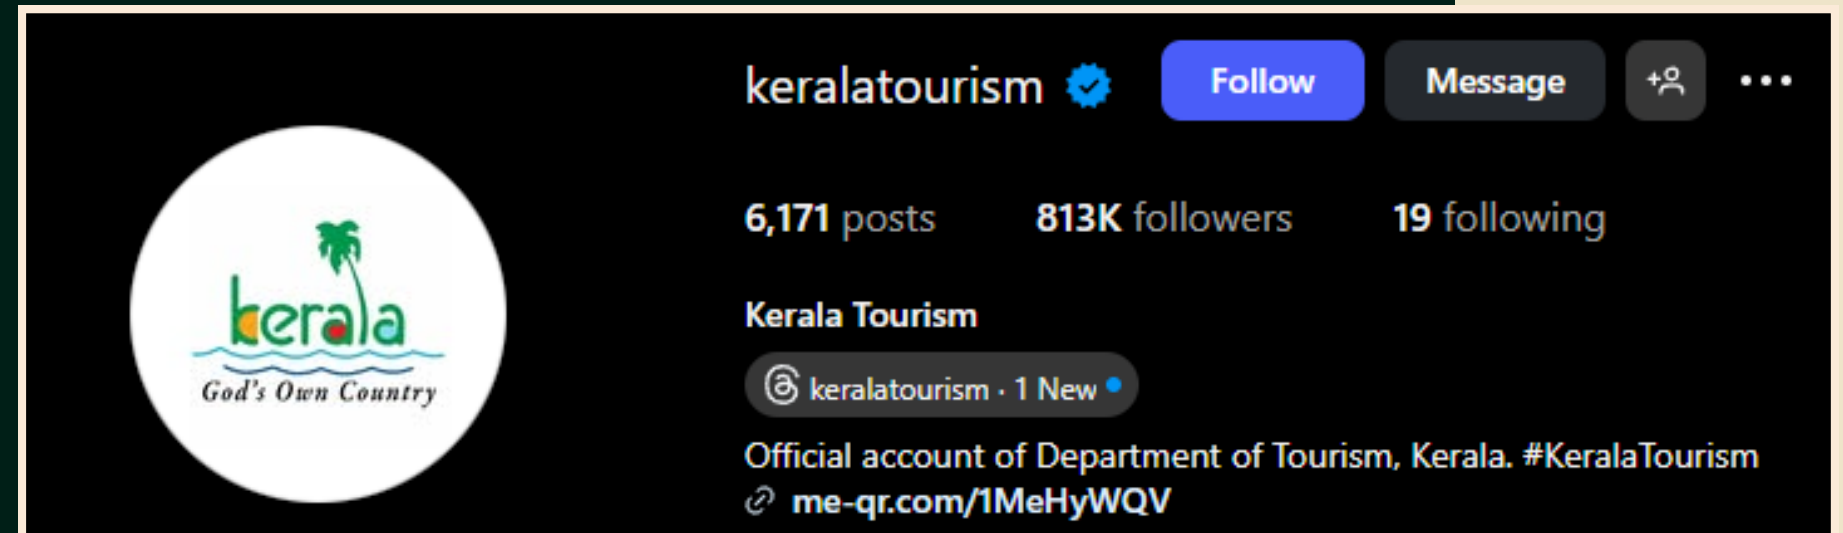 keralatourism
Follow
Message
6,171 posts
813K followers
19 following
kerala
God's Own Country
Kerala Tourism
keralatourism · 1 New
Official account of Department of Tourism, Kerala. #KeralaTourism
me-qr.com/1MeHyWQV